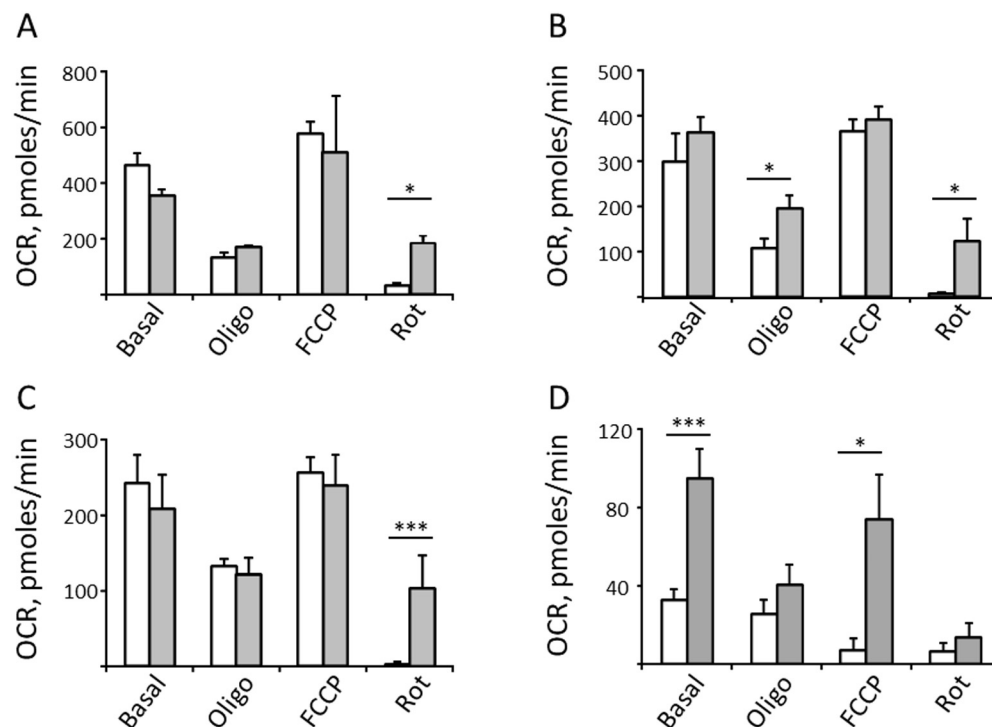 A
OCR, pmoles/min
800
600
400
200
*
Basal
Oligo
FCCP
Rot
B
OCR, pmoles/min
500
400
300
200
100
*
*
Basal
Oligo
FCCP
Rot
C
OCR, pmoles/min
300
200
100
***
Basal
Oligo
FCCP
Rot
D
OCR, pmoles/min
120
80
40
***
*
Basal
Oligo
FCCP
Rot